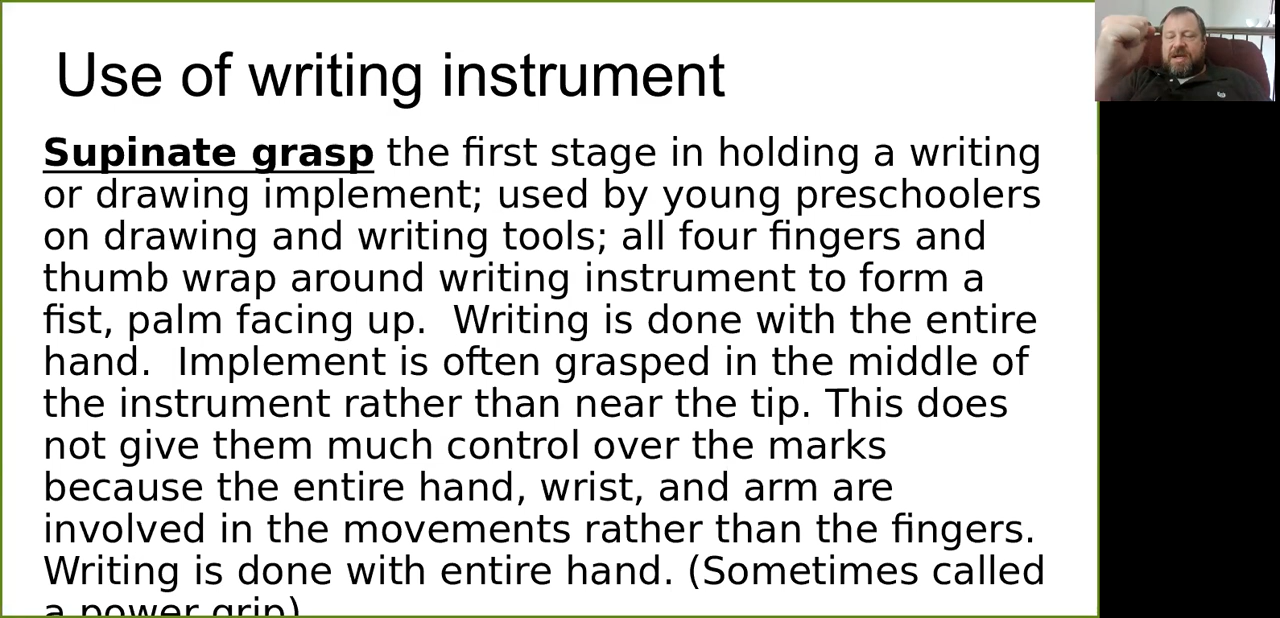 Use of writing instrument
Supinate grasp the first stage in holding a writing
or drawing implement; used by young preschoolers
on drawing and writing tools; all four fingers and
thumb wrap around writing instrument to form a
fist, palm facing up.  Writing is done with the entire
hand.  Implement is often grasped in the middle of
the instrument rather than near the tip. This does
not give them much control over the marks
because the entire hand, wrist, and arm are
involved in the movements rather than the fingers.
Writing is done with entire hand. (Sometimes called
a power grip)